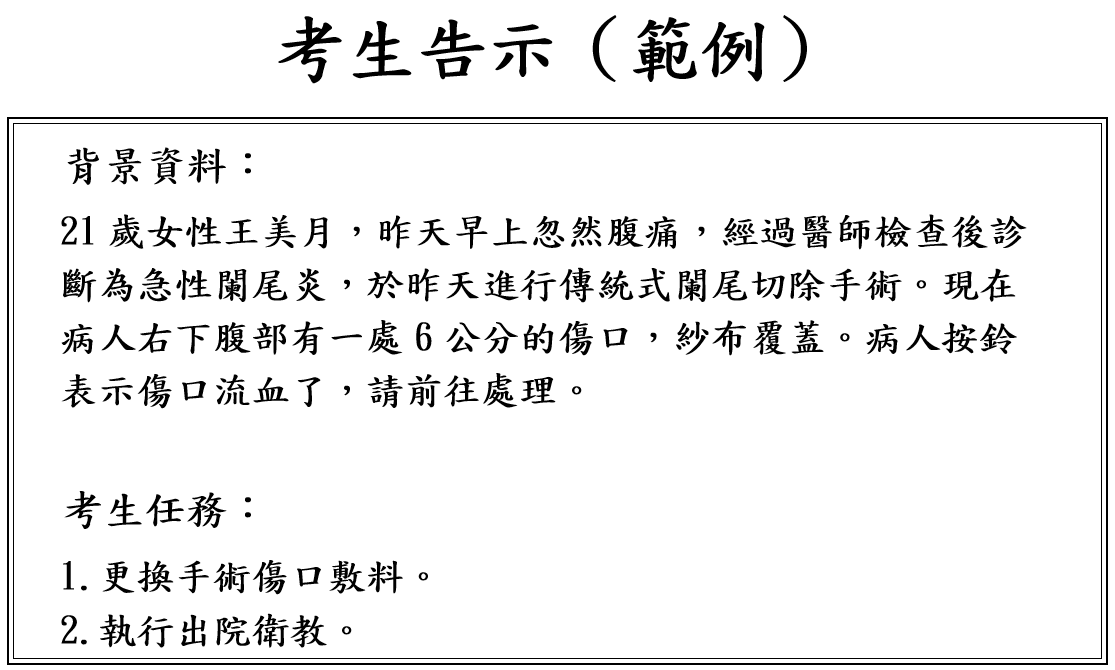 考生告示（範例）
背景資料：
21歲女性王美月，昨天早上忽然腹痛，經過醫師檢查後診
斷為急性闌尾炎，於昨天進行傳統式闌尾切除手術。現在
病人右下腹部有一處6公分的傷口，紗布覆蓋。病人按鈴
表示傷口流血了，請前往處理。
考生任務：
1.更換手術傷口敷料。
2.執行出院衛教。